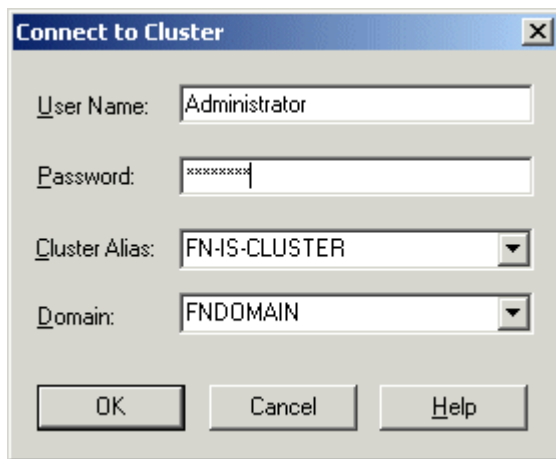 Connect to Cluster
User Name: Administrator
Password: ********
Cluster Alias: FN-IS-CLUSTER
Domain: FNDOMAIN
OK Cancel Help